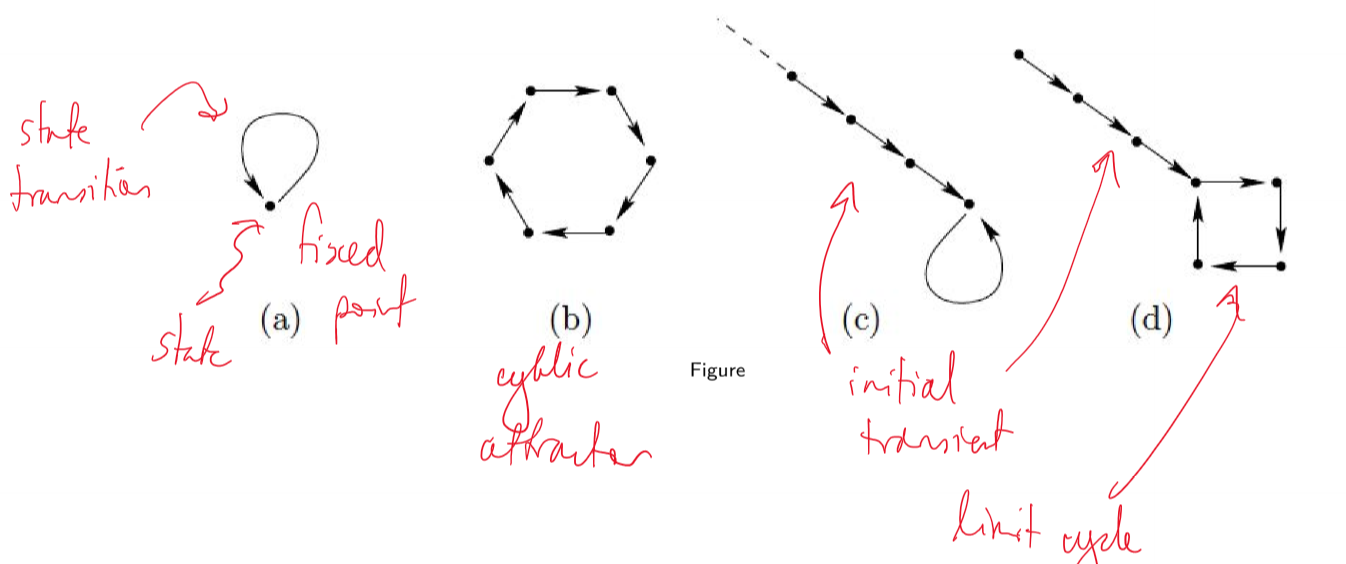 state
transition
fixed
point
state
(a)
(b)
(c)
(d)
cyclic
attractor
Figure
initial
transient
limit cycle